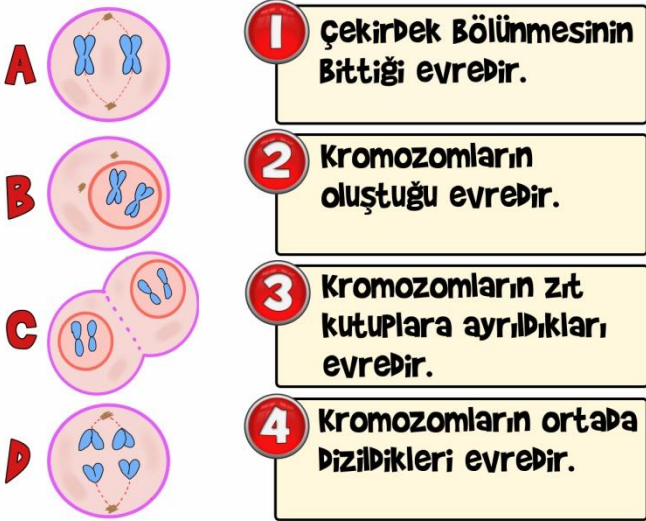 A
1
Çekirdek Bölünmesinin
Bittiği evredir.
B
2
Kromozomların
oluştuğu evredir.
C
3
Kromozomların zıt
kutuplara ayrıldıkları
evredir.
D
4
Kromozomların ortada
Dizildikleri evredir.